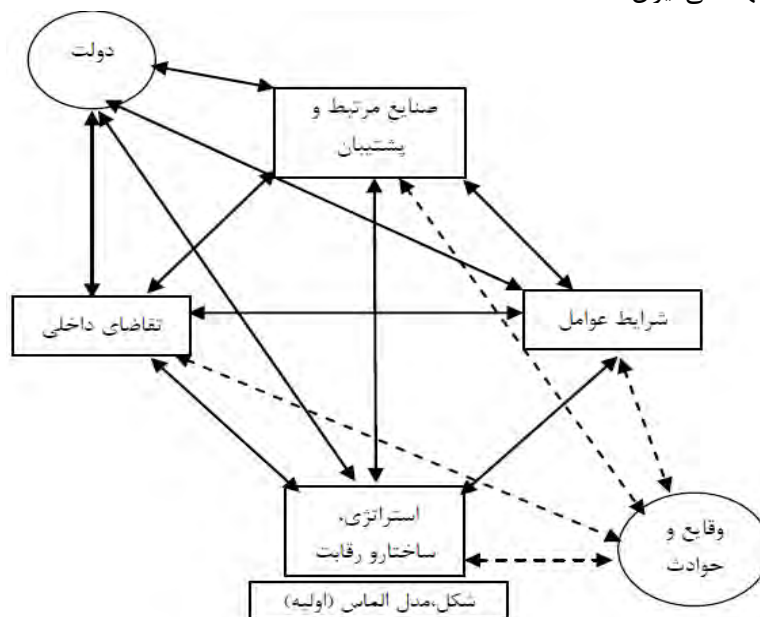 دولت
صنایع مرتبط و
پشتیبان
تقاضای داخلی
شرایط عوامل
استراتژی،
ساختارو رقابت
وقایع و
حوادث
شکل،مدل الماس (اولیه)